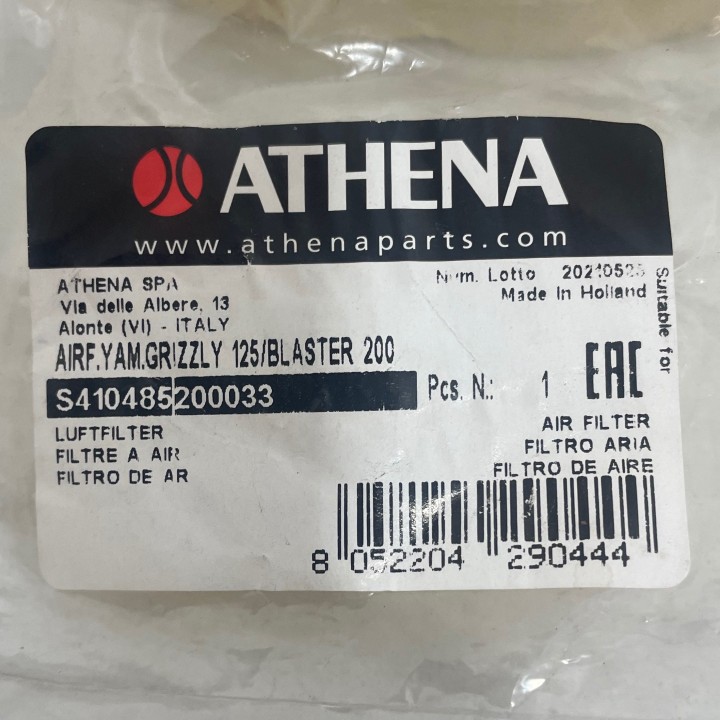 ATHENA
www.athenaparts.com
ATHENA SPA
Via delle Albere, 13
Alonte (VI) - ITALY
Num. Lotto
Made In Holland
Suitable for
AIRF.YAM.GRIZZLY 125/BLASTER 200
S410485200033
Pcs. N.: 1
EAC
LUFTFILTER
FILTRE A AIR
FILTRO DE AR
AIR FILTER
FILTRO ARIA
FILTRO DE AIRE
8 052204 290444